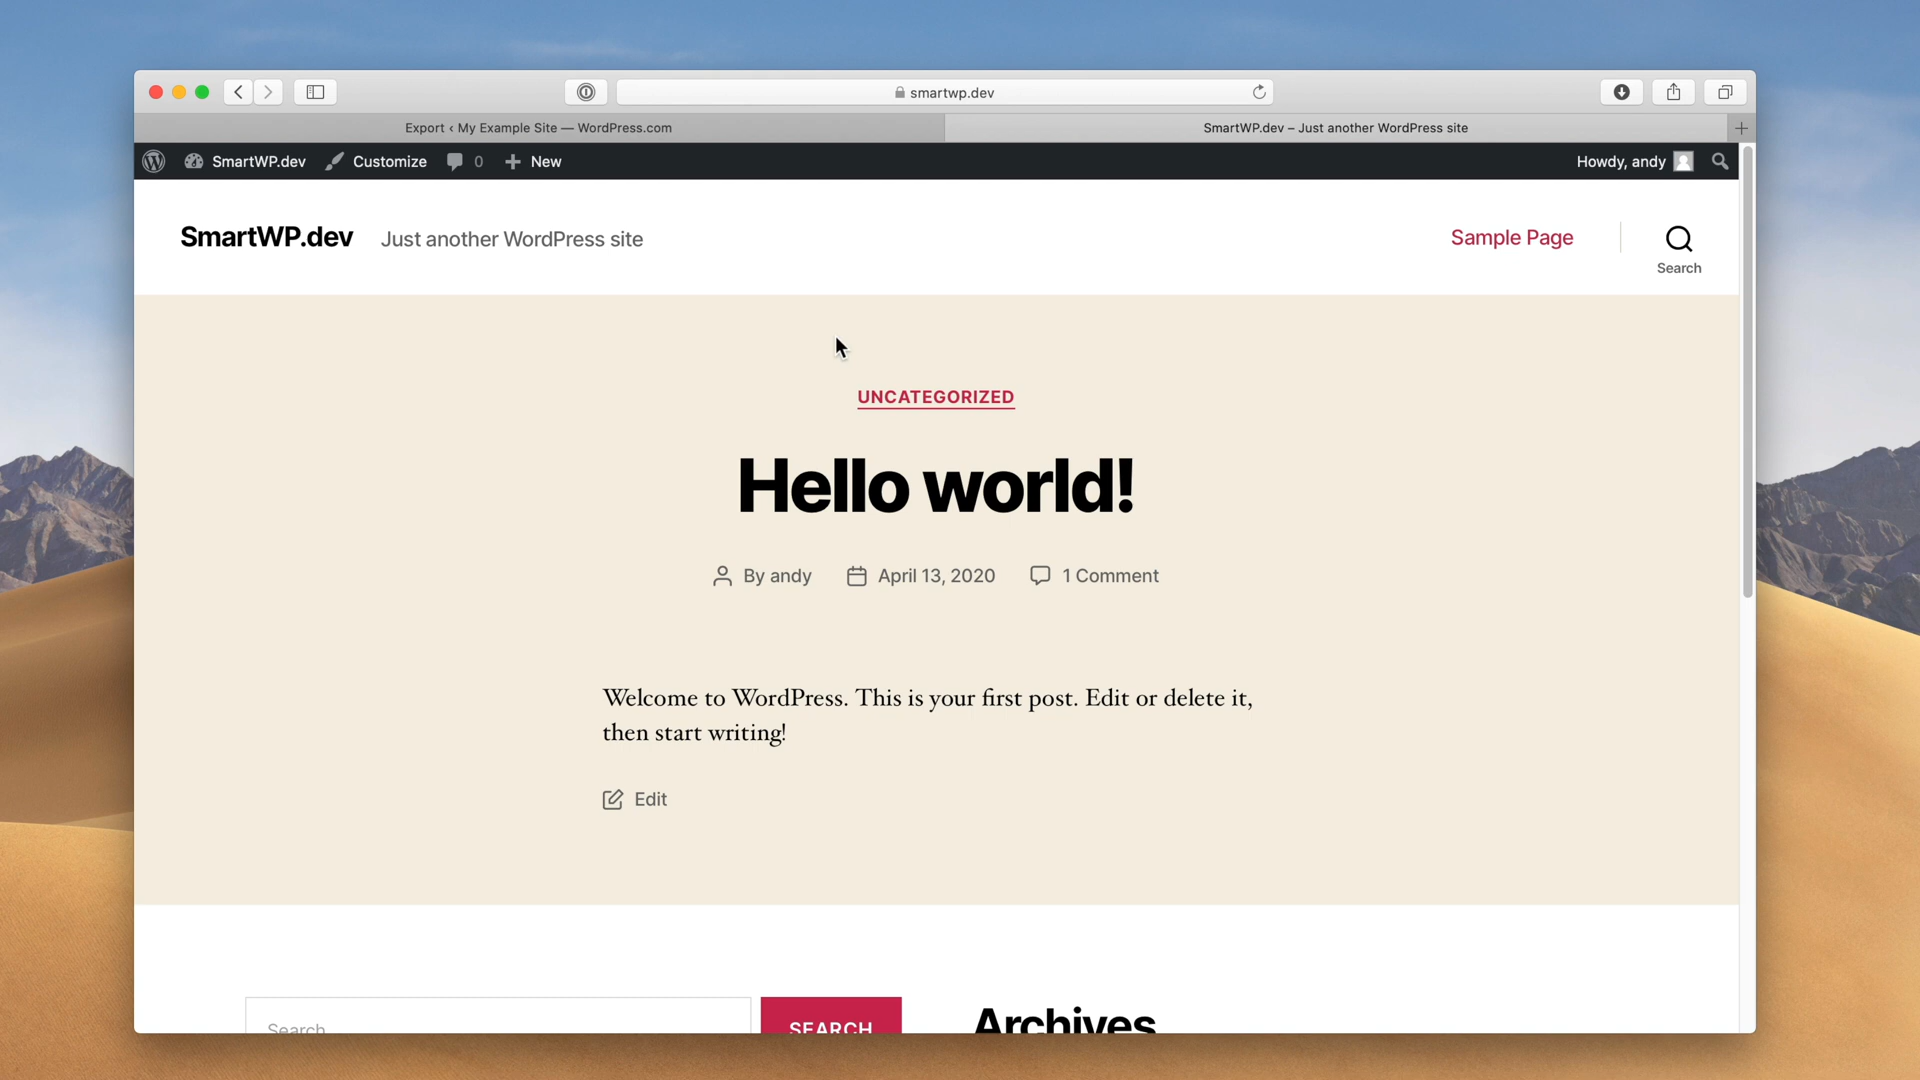 smartwp.dev
Export ‹ My Example Site — WordPress.com
SmartWP.dev – Just another WordPress site
SmartWP.dev
Customize
0
New
Howdy, andy
SmartWP.dev
Just another WordPress site
Sample Page
Search
UNCATEGORIZED
Hello world!
By andy
April 13, 2020
1 Comment
Welcome to WordPress. This is your first post. Edit or delete it,
then start writing!
Edit
Search
SEARCH
Archives